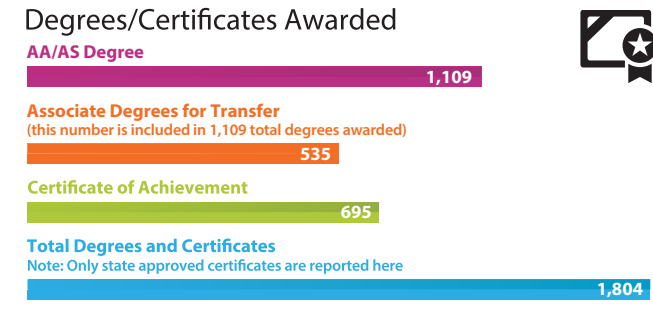 Degrees/Certificates Awarded
AA/AS Degree
1,109
Associate Degrees for Transfer
(this number is included in 1,109 total degrees awarded)
535
Certificate of Achievement
695
Total Degrees and Certificates
Note: Only state approved certificates are reported here
1,804